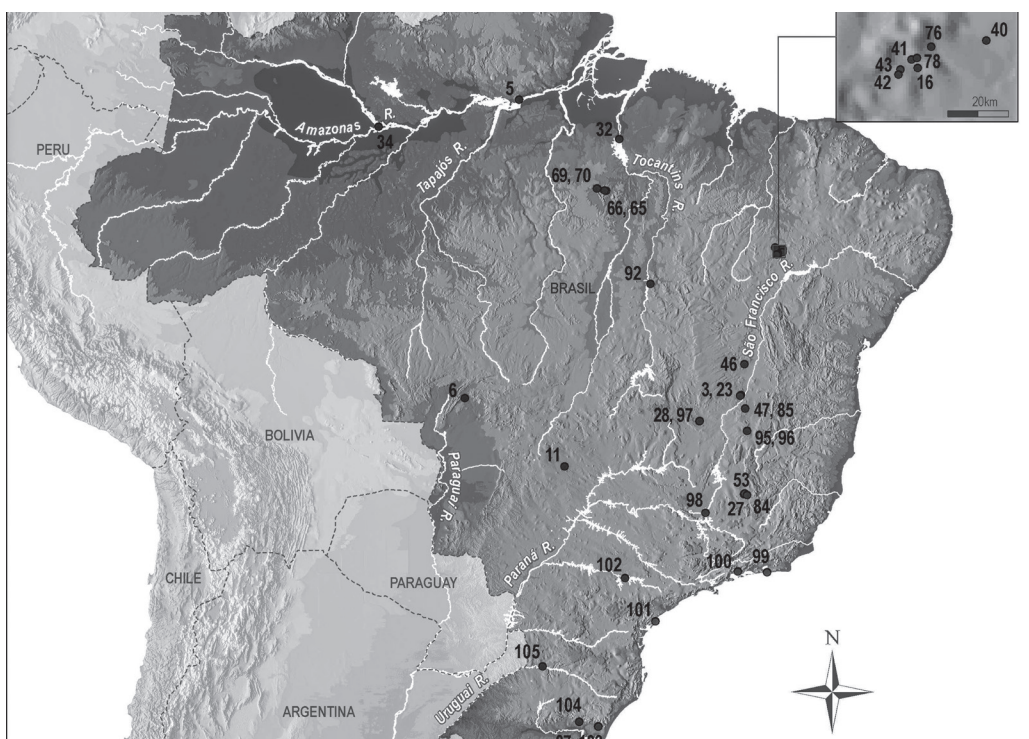 40
76
41
78
43
42
16
20km
5
Amazonas R.
34
PERU
Tapajós R.
32
Tocantins R.
69, 70
66, 65
92
BRASIL
São Francisco R.
46
3, 23
6
28, 97
47, 85
95, 96
BOLIVIA
11
Paraguai R.
53
27
84
98
Paraná R.
100
99
CHILE
PARAGUAY
102
101
N
105
Uruguai R.
104
ARGENTINA